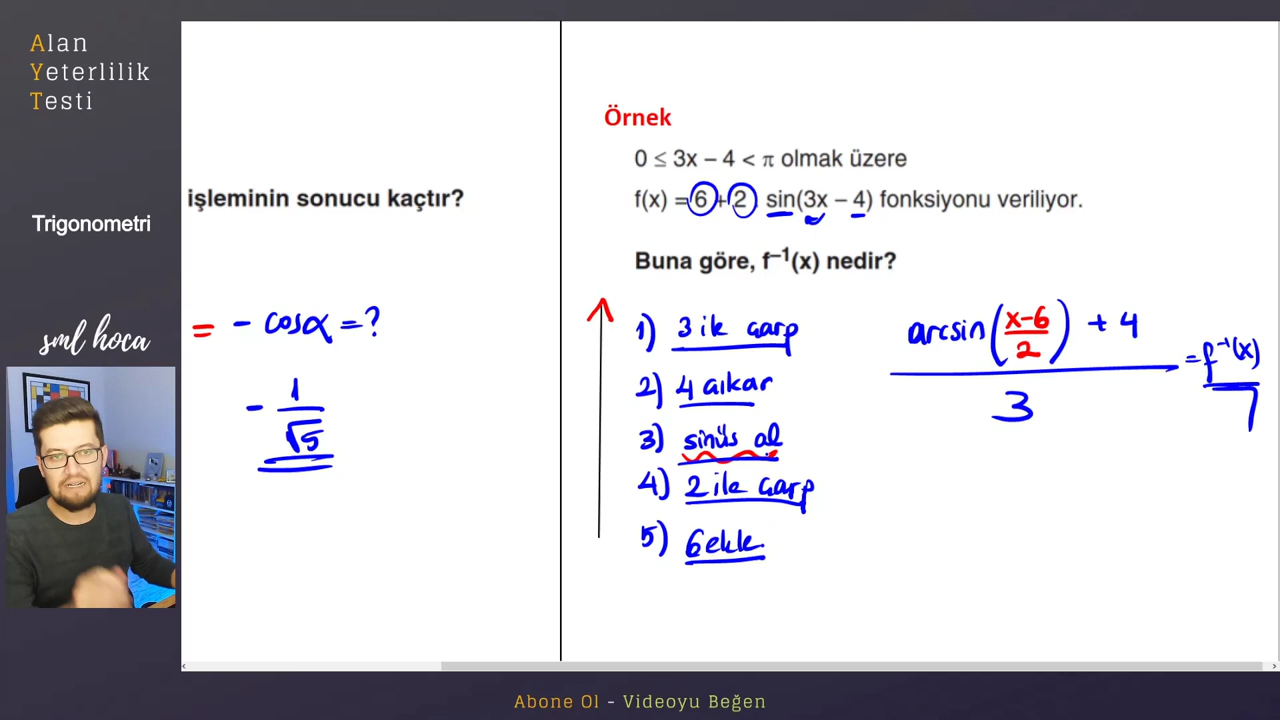 Alan
Yeterlilik
Testi
Trigonometri
sml hoca
işleminin sonucu kaçtır?
= - cosα = ?
- 1/√5
Örnek
0 ≤ 3x – 4 < π olmak üzere
f(x) = 6 + 2 sin(3x – 4) fonksiyonu veriliyor.
Buna göre, f⁻¹(x) nedir?
1) 3 ile çarp
2) 4 çıkar
3) sinüs al
4) 2 ile çarp
5) 6 ekle
arcsin(x-6/2) + 4
3
= f⁻¹(x)
Abone Ol - Videoyu Beğen